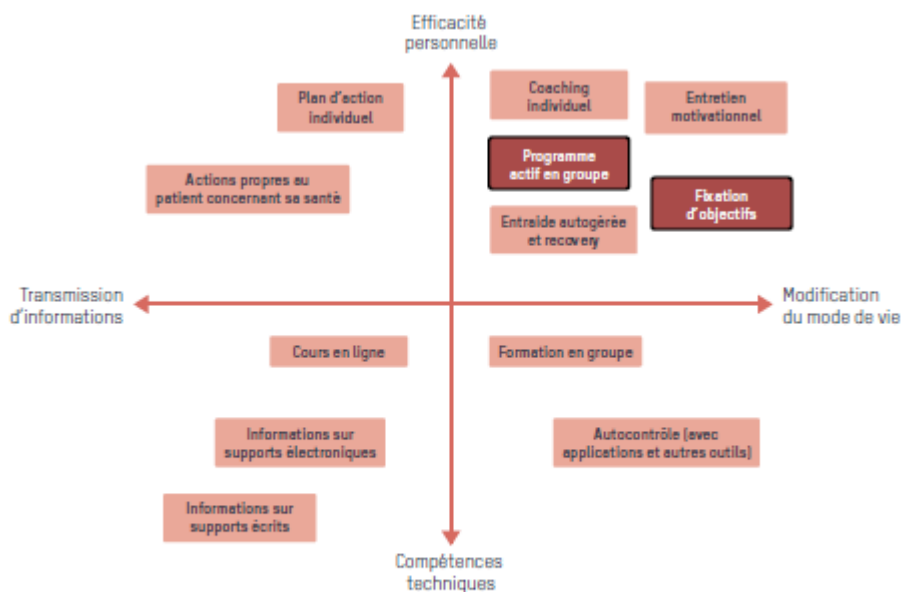 Efficacité
personnelle
Plan d'action
individuel
Coaching
individuel
Entretien
motivationnel
Programme
actif en groupe
Actions propres au
patient concernant sa santé
Fixation
d'objectifs
Entraide autogérée
et recovery
Transmission
d'informations
Modification
du mode de vie
Cours en ligne
Formation en groupe
Informations sur
supports électroniques
Autocontrôle (avec
applications et autres outils)
Informations sur
supports écrits
Compétences
techniques